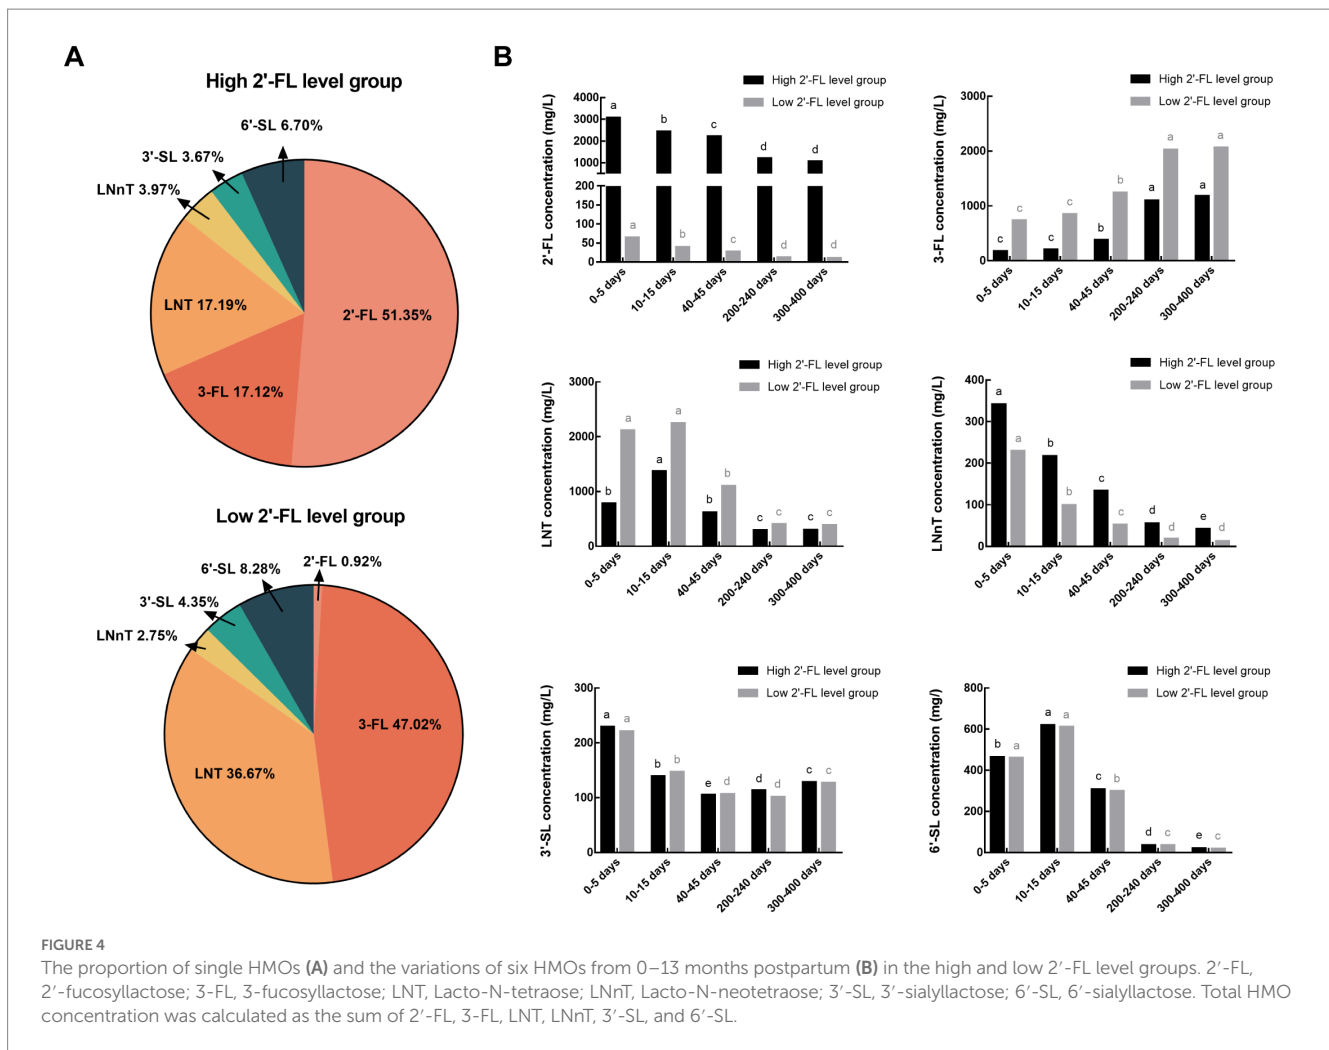 A
High 2'-FL level group
6'-SL 6.70%
3'-SL 3.67%
LNnT 3.97%
LNT 17.19%
2'-FL 51.35%
3-FL 17.12%
Low 2'-FL level group
2'-FL 0.92%
6'-SL 8.28%
3'-SL 4.35%
LNnT 2.75%
3-FL 47.02%
LNT 36.67%
B
High 2'-FL level group
Low 2'-FL level group
2'-FL concentration (mg/L)
4000
3000
2000
1000
200
150
100
50
0
a b c d d
a b c d d
0-5 days
10-15 days
40-45 days
200-240 days
300-400 days
High 2'-FL level group
Low 2'-FL level group
3-FL concentration (mg/L)
3000
2000
1000
0
c c b a a
c c b a a
0-5 days
10-15 days
40-45 days
200-240 days
300-400 days
High 2'-FL level group
Low 2'-FL level group
LNT concentration (mg/L)
3000
2000
1000
0
b a b c c
a a b c c
0-5 days
10-15 days
40-45 days
200-240 days
300-400 days
High 2'-FL level group
Low 2'-FL level group
LNnT concentration (mg/L)
400
300
200
100
0
a b c d e
a b c d d
0-5 days
10-15 days
40-45 days
200-240 days
300-400 days
High 2'-FL level group
Low 2'-FL level group
3'-SL concentration (mg/L)
300
200
100
0
a b e d c
a b d d c
0-5 days
10-15 days
40-45 days
200-240 days
300-400 days
High 2'-FL level group
Low 2'-FL level group
6'-SL concentration (mg/)
800
600
400
200
0
b a c d e
a a b c c
0-5 days
10-15 days
40-45 days
200-240 days
300-400 days
FIGURE 4
The proportion of single HMOs (A) and the variations of six HMOs from 0–13 months postpartum (B) in the high and low 2′-FL level groups. 2′-FL,
2′-fucosyllactose; 3-FL, 3-fucosyllactose; LNT, Lacto-N-tetraose; LNnT, Lacto-N-neotetraose; 3′-SL, 3′-sialyllactose; 6′-SL, 6′-sialyllactose. Total HMO
concentration was calculated as the sum of 2′-FL, 3-FL, LNT, LNnT, 3′-SL, and 6′-SL.